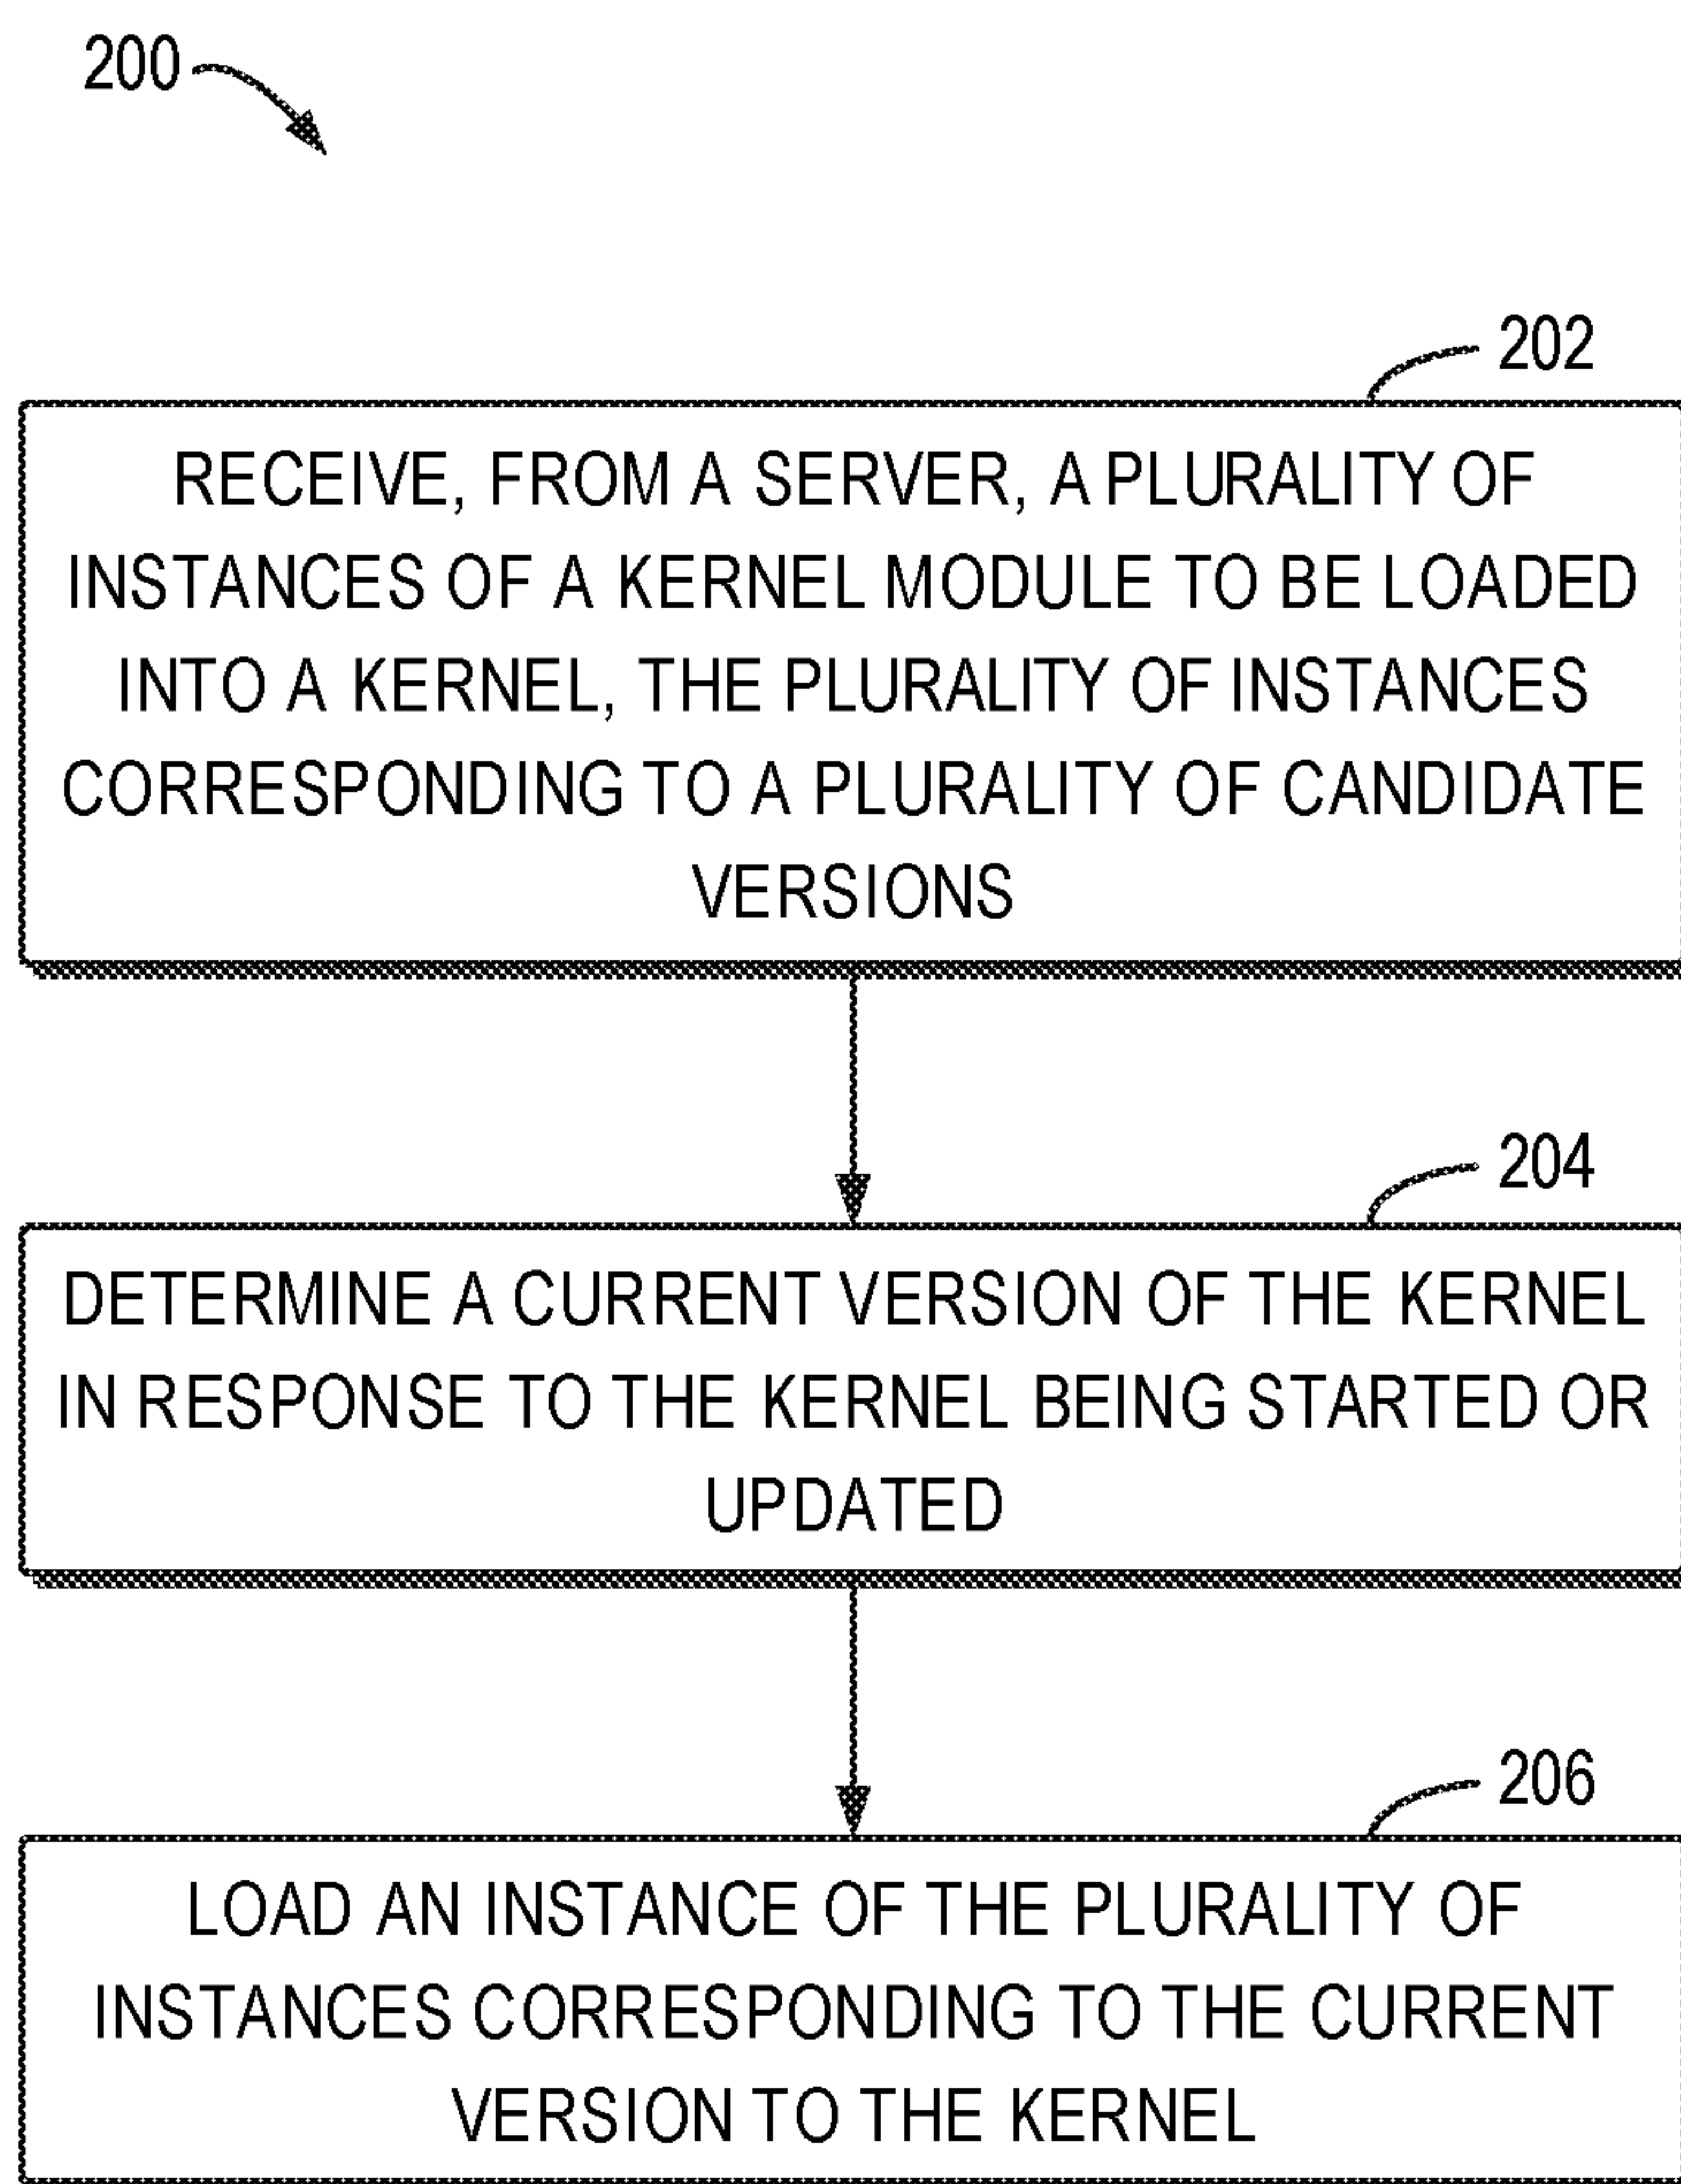 200
202
RECEIVE, FROM A SERVER, A PLURALITY OF
INSTANCES OF A KERNEL MODULE TO BE LOADED
INTO A KERNEL, THE PLURALITY OF INSTANCES
CORRESPONDING TO A PLURALITY OF CANDIDATE
VERSIONS
204
DETERMINE A CURRENT VERSION OF THE KERNEL
IN RESPONSE TO THE KERNEL BEING STARTED OR
UPDATED
206
LOAD AN INSTANCE OF THE PLURALITY OF
INSTANCES CORRESPONDING TO THE CURRENT
VERSION TO THE KERNEL